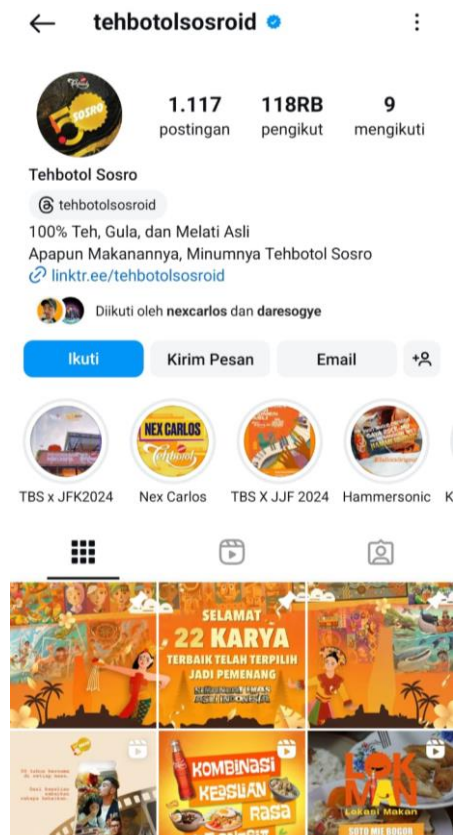 tehbotolsosroid
5
SOSRO
1.117
118RB
9
postingan
pengikut
mengikuti
Tehbotol Sosro
tehbotolsosroid
100% Teh, Gula, dan Melati Asli
Apapun Makanannya, Minumnya Tehbotol Sosro
linktr.ee/tehbotolsosroid
Diikuti oleh nexcarlos dan daresogye
Ikuti
Kirim Pesan
Email
NEX CARLOS
Tehbotol
TBS x JFK2024
Nex Carlos
TBS X JJF 2024
Hammersonic
K
SELAMAT
22 KARYA
TERBAIK TELAH TERPILIH
JADI PEMENANG
KOMBINASI
KEASLIAN
Rasa
LOK
MAN
Lokasi Makan
SOTO MIE BOGOR